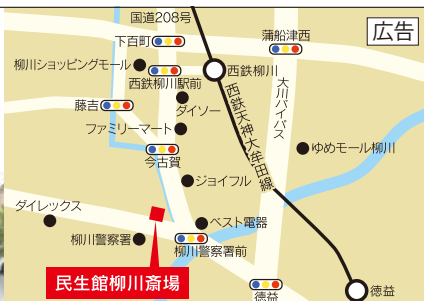 国道208号
広告
下百町
蒲船津西
柳川ショッピングモール
西鉄柳川
西鉄柳川駅前
大川バイパス
藤吉
ダイソー
西鉄天神大牟田線
ファミリーマート
今古賀
ゆめモール柳川
ジョイフル
ダイレックス
ベスト電器
柳川警察署
柳川警察署前
民生館柳川斎場
徳益
徳益